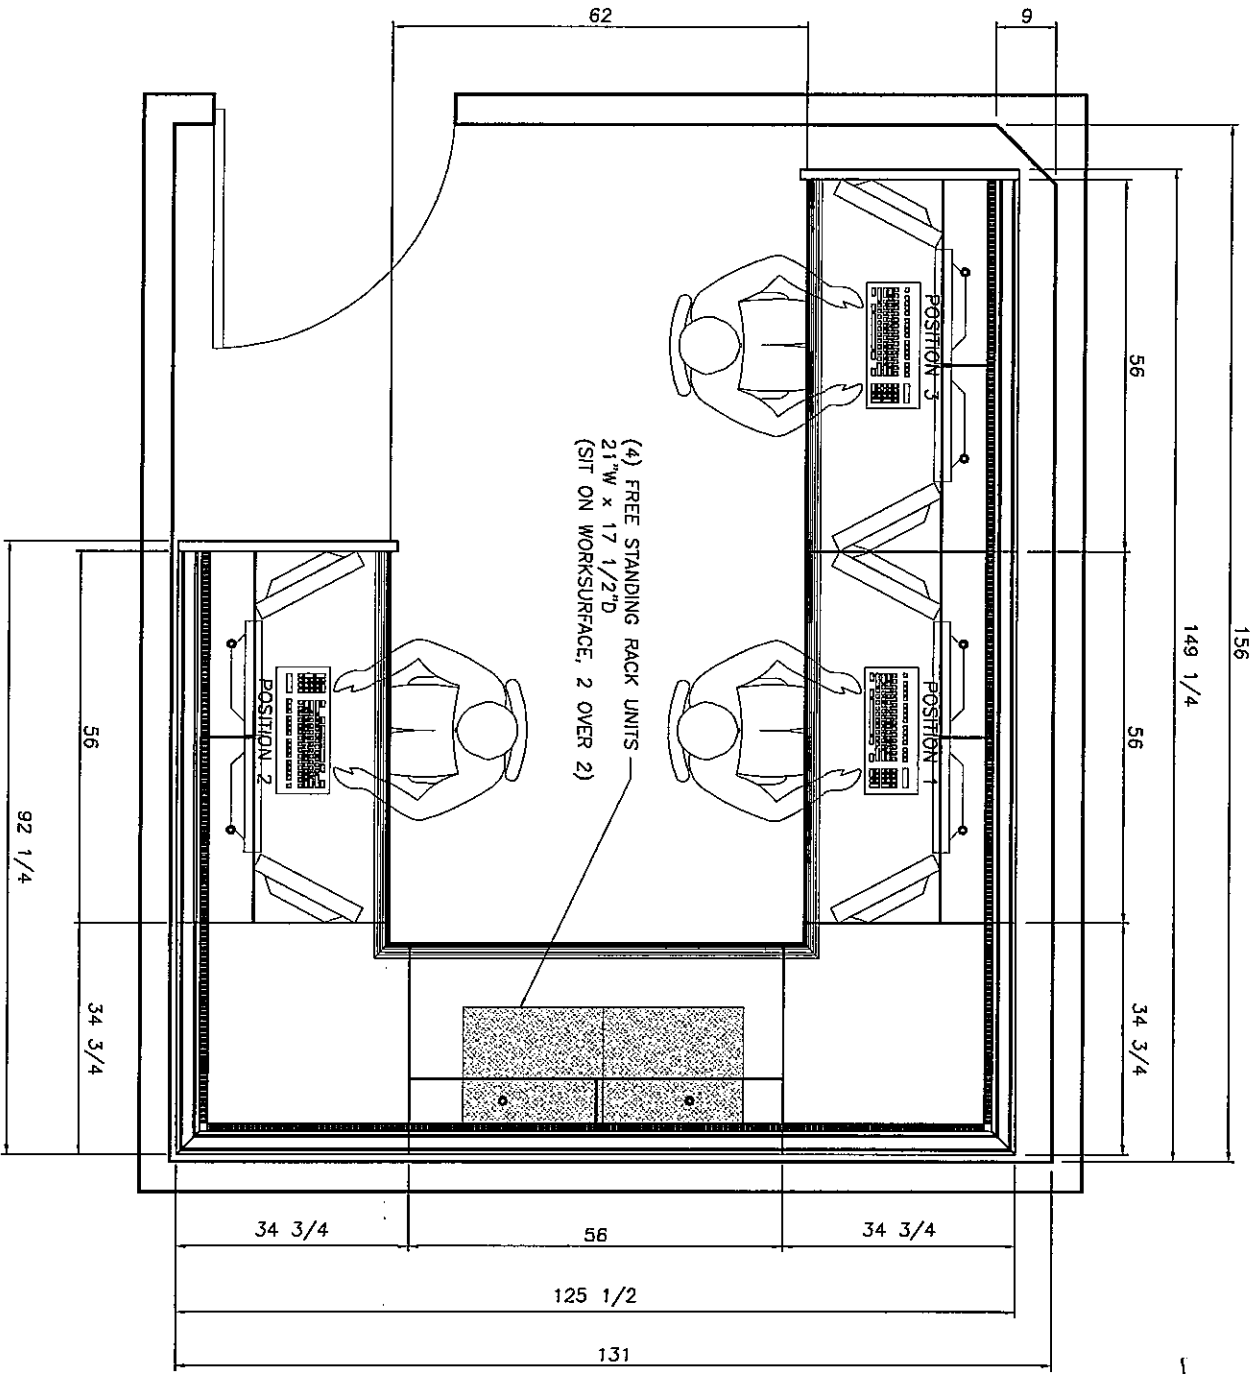 62
9
156
149 1/4
56
56
34 3/4
POSITION 3
POSITION 1
(4) FREE STANDING RACK UNITS
21"W x 17 1/2"D
(SIT ON WORKSURFACE, 2 OVER 2)
POSITION 2
56
92 1/4
34 3/4
34 3/4
56
34 3/4
125 1/2
131